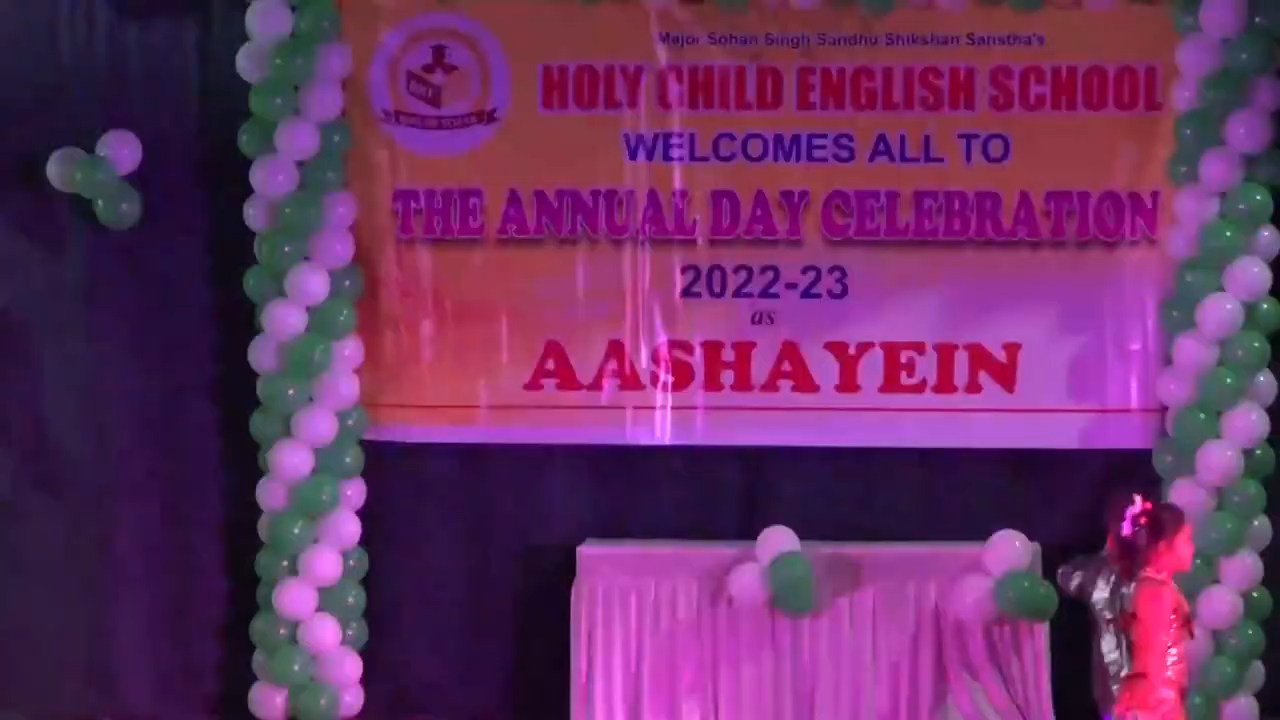 Major Sohan Singh Sandhu Shikshan Sanstha's
HOLY CHILD ENGLISH SCHOOL
WELCOMES ALL TO
THE ANNUAL DAY CELEBRATION
2022-23
as
AASHAYEIN